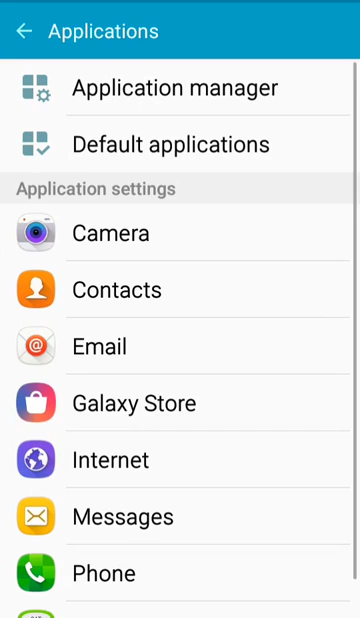 Applications
Application manager
Default applications
Application settings
Camera
Contacts
@ Email
Galaxy Store
Internet
Messages
Phone